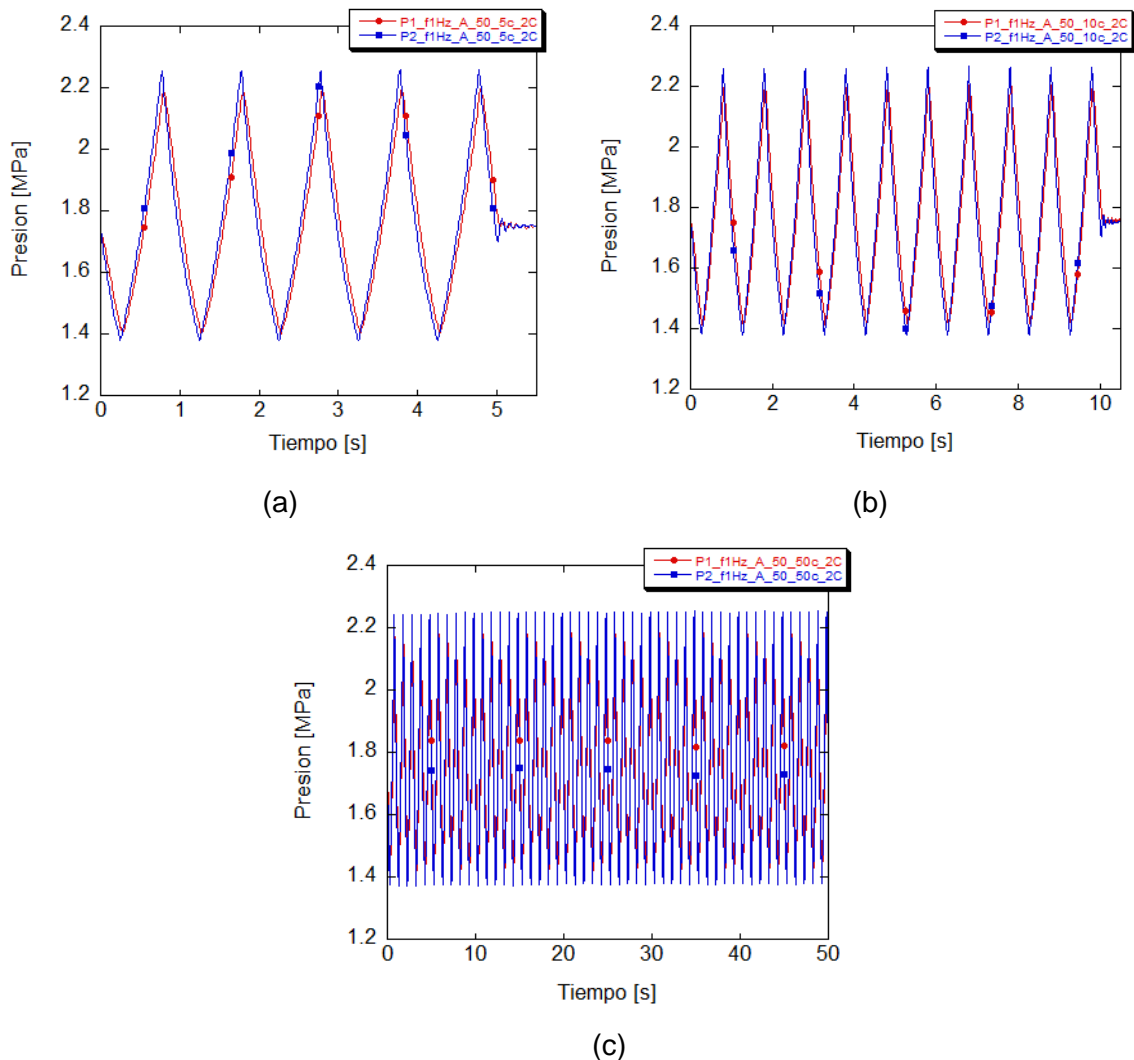 P1_f1Hz_A_50_5c_2C
P2_f1Hz_A_50_5c_2C
2.4
2.2
2
1.8
1.6
1.4
1.2
Presion [MPa]
0 1 2 3 4 5
Tiempo [s]
(a)
P1_f1Hz_A_50_10c_2C
P2_f1Hz_A_50_10c_2C
2.4
2.2
2
1.8
1.6
1.4
1.2
Presion [MPa]
0 2 4 6 8 10
Tiempo [s]
(b)
P1_f1Hz_A_50_50c_2C
P2_f1Hz_A_50_50c_2C
2.4
2.2
2
1.8
1.6
1.4
1.2
Presion [MPa]
0 10 20 30 40 50
Tiempo [s]
(c)